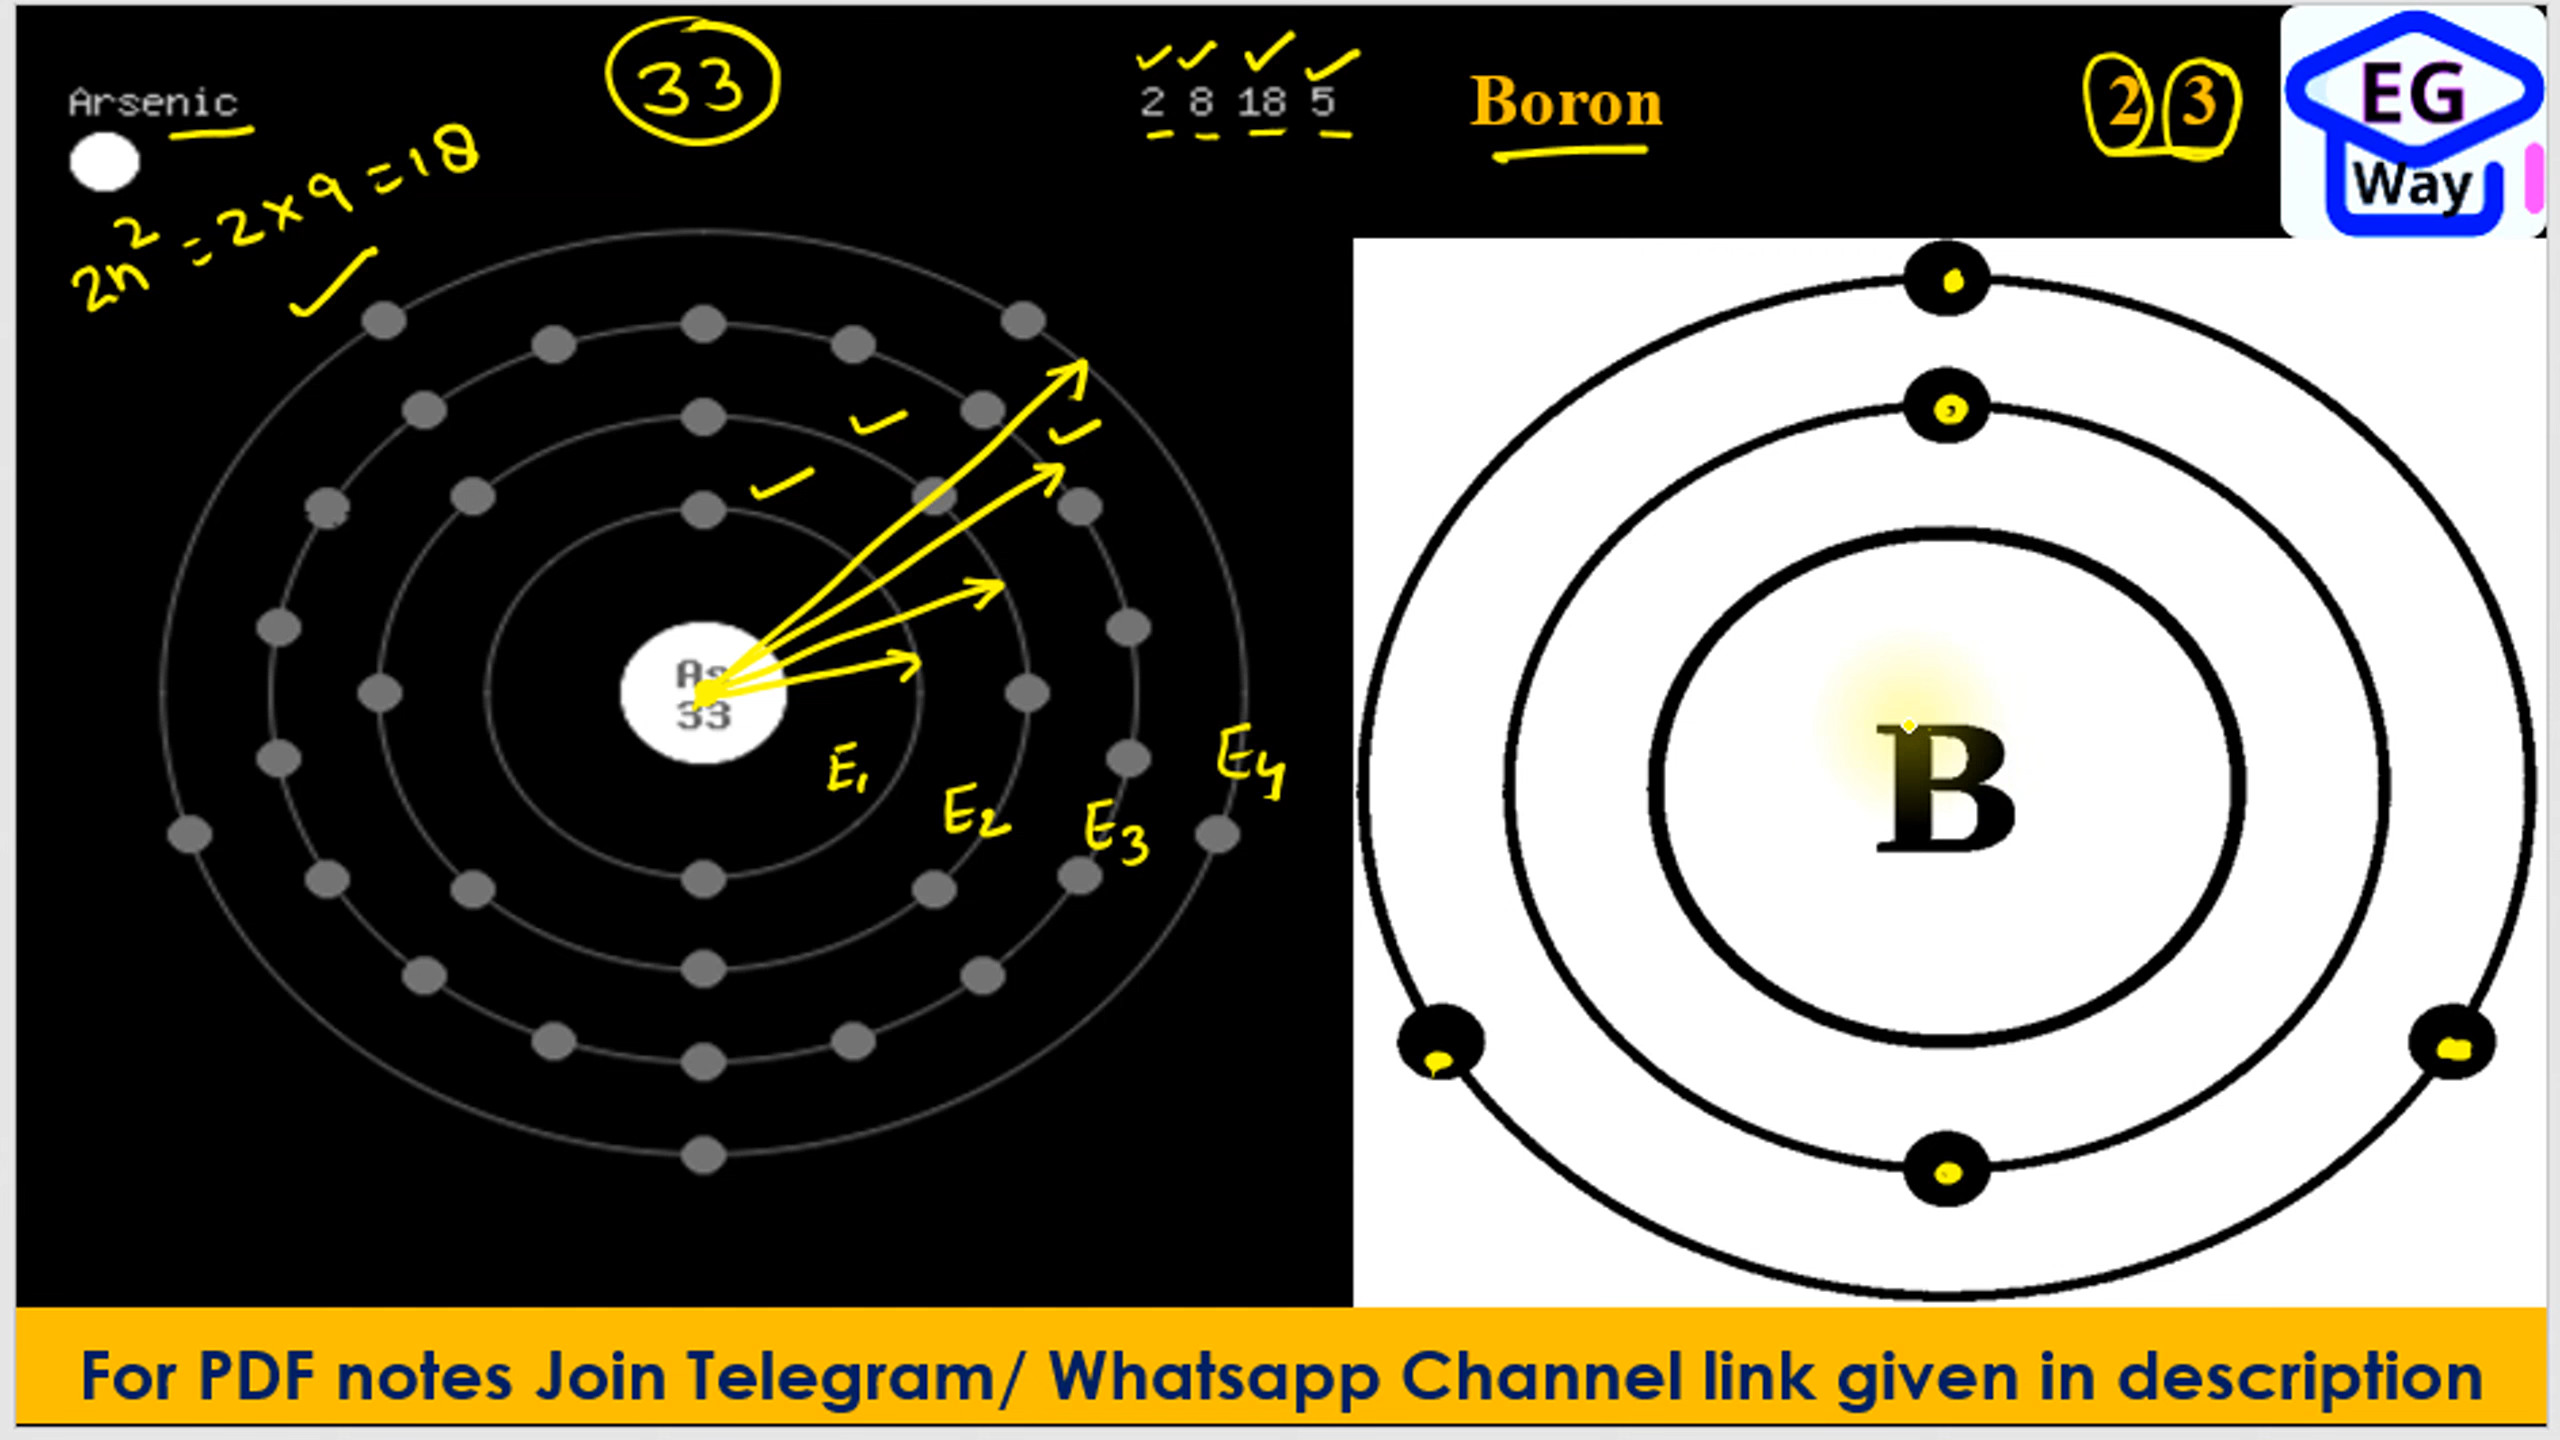 Arsenic
33
2 8 18 5
Boron
2 3
EG
Way
2n² = 2×9 = 18
As
33
E₁
E₂
E₃
E₄
B
For PDF notes Join Telegram/ Whatsapp Channel link given in description